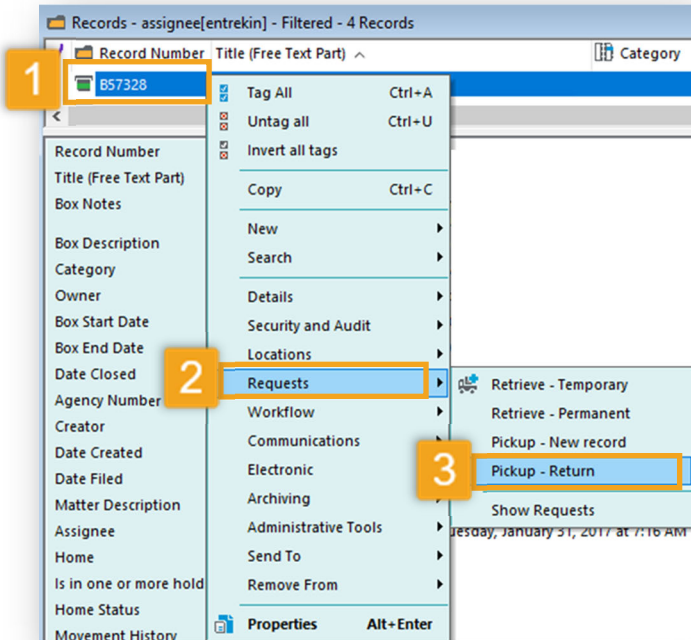 Records - assignee[entrekin] - Filtered - 4 Records
Record Number Title (Free Text Part) Category
1
B57328
Tag All Ctrl+A
Untag all Ctrl+U
Invert all tags
Copy Ctrl+C
New
Search
Details
Security and Audit
Locations
2
Requests
Workflow
Communications
Electronic
Archiving
Administrative Tools
Send To
Remove From
Properties Alt+Enter
Retrieve - Temporary
Retrieve - Permanent
Pickup - New record
3
Pickup - Return
Show Requests
Record Number
Title (Free Text Part)
Box Notes
Box Description
Category
Owner
Box Start Date
Box End Date
Date Closed
Agency Number
Creator
Date Created
Date Filed
Matter Description
Assignee
uesday, January 31, 2017 at 7:16 AM
Home
Is in one or more hold
Home Status
Movement History